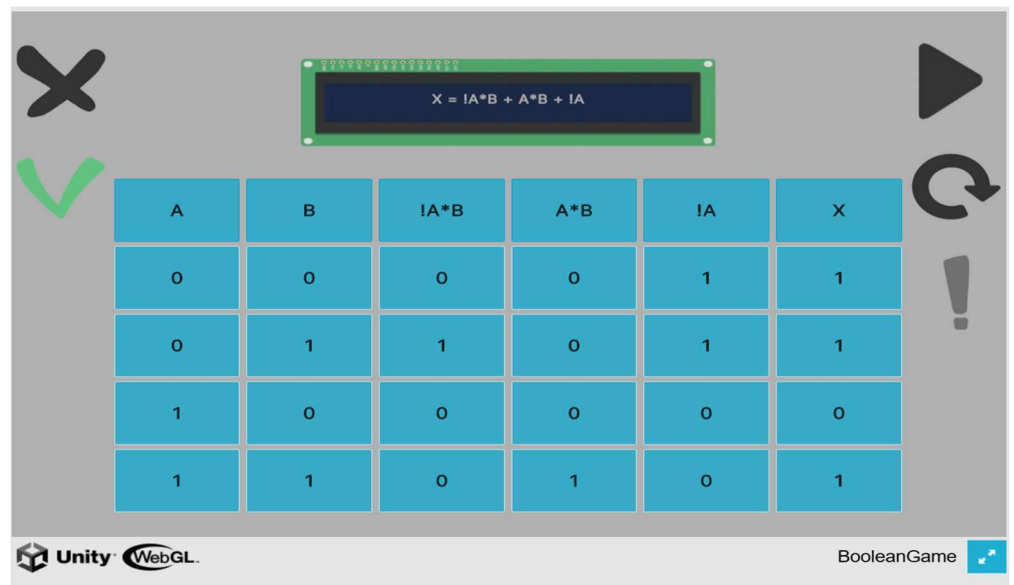 X = !A*B + A*B + !A
A B !A*B A*B !A X
0 0 0 0 1 1
0 1 1 0 1 1
1 0 0 0 0 0
1 1 0 1 0 1
Unity WebGL. BooleanGame